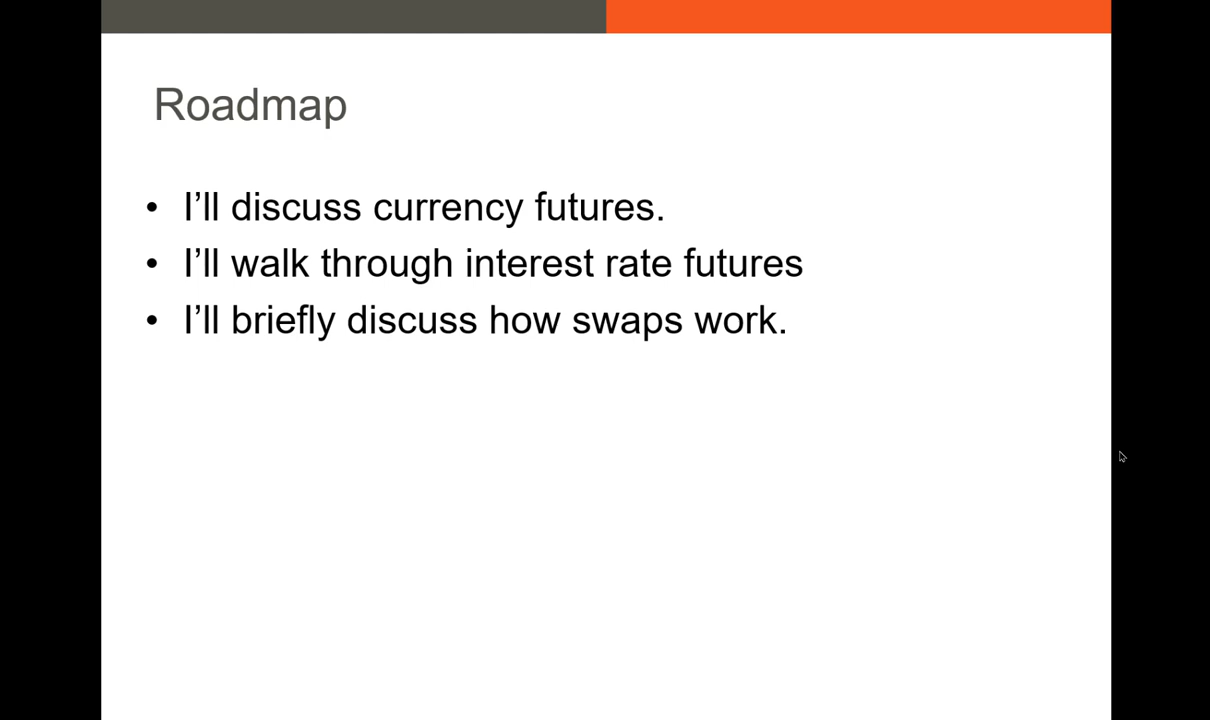 Roadmap
• I’ll discuss currency futures.
• I’ll walk through interest rate futures
• I’ll briefly discuss how swaps work.